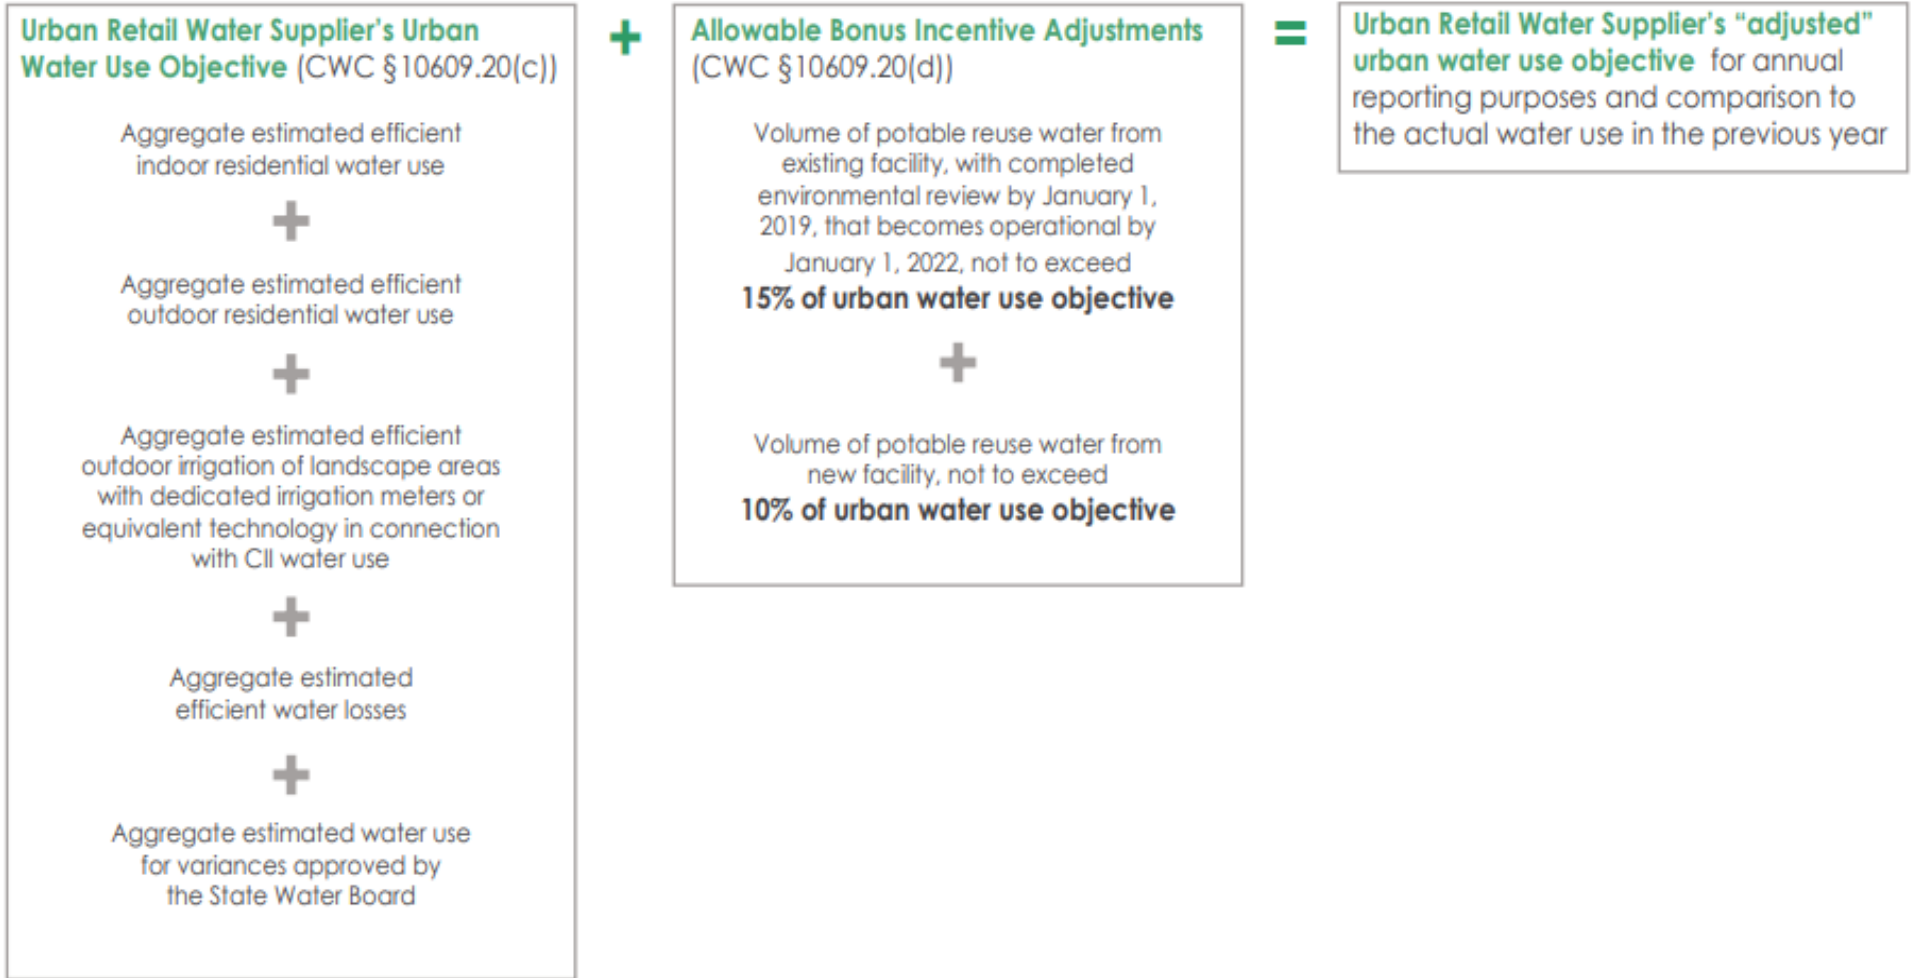 Urban Retail Water Supplier's Urban
Water Use Objective (CWC §10609.20(c))
Aggregate estimated efficient
indoor residential water use
+
Aggregate estimated efficient
outdoor residential water use
+
Aggregate estimated efficient
outdoor irrigation of landscape areas
with dedicated irrigation meters or
equivalent technology in connection
with CII water use
+
Aggregate estimated
efficient water losses
+
Aggregate estimated water use
for variances approved by
the State Water Board
+
Allowable Bonus Incentive Adjustments
(CWC §10609.20(d))
Volume of potable reuse water from
existing facility, with completed
environmental review by January 1,
2019, that becomes operational by
January 1, 2022, not to exceed
15% of urban water use objective
+
Volume of potable reuse water from
new facility, not to exceed
10% of urban water use objective
=
Urban Retail Water Supplier's “adjusted”
urban water use objective for annual
reporting purposes and comparison to
the actual water use in the previous year